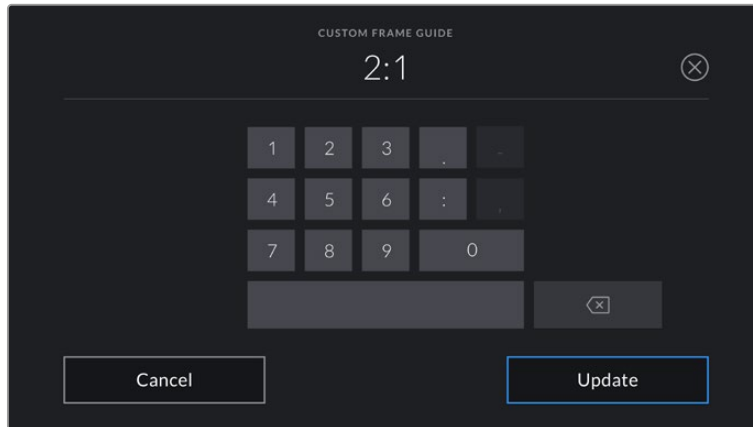 CUSTOM FRAME GUIDE
2:1
1 2 3 . -
4 5 6 : ,
7 8 9 0
Cancel Update